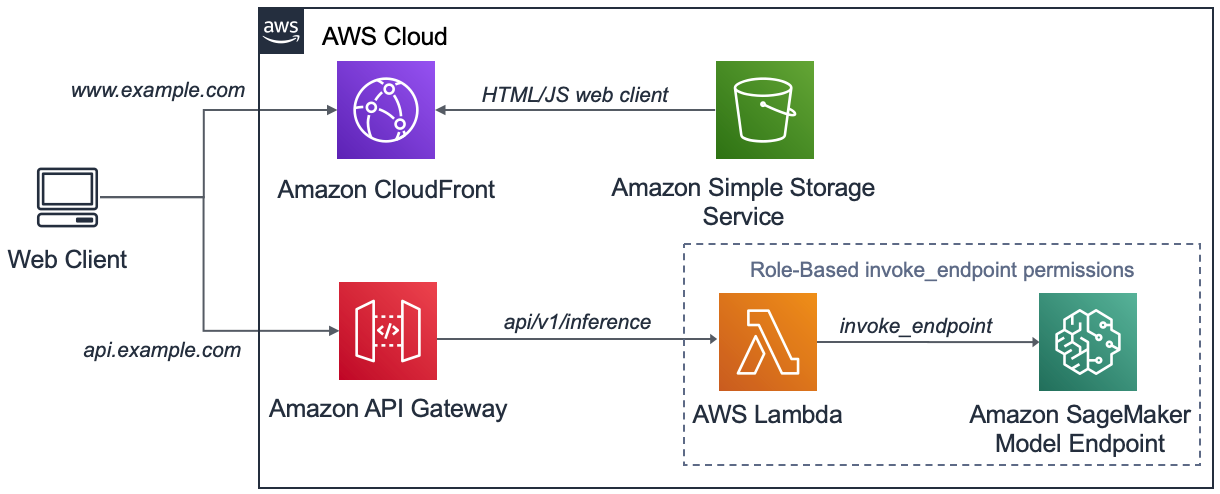 aws
AWS Cloud
www.example.com
HTML/JS web client
Amazon CloudFront
Amazon Simple Storage
Service
Web Client
Role-Based invoke_endpoint permissions
api/v1/inference
invoke_endpoint
api.example.com
Amazon API Gateway
AWS Lambda
Amazon SageMaker
Model Endpoint